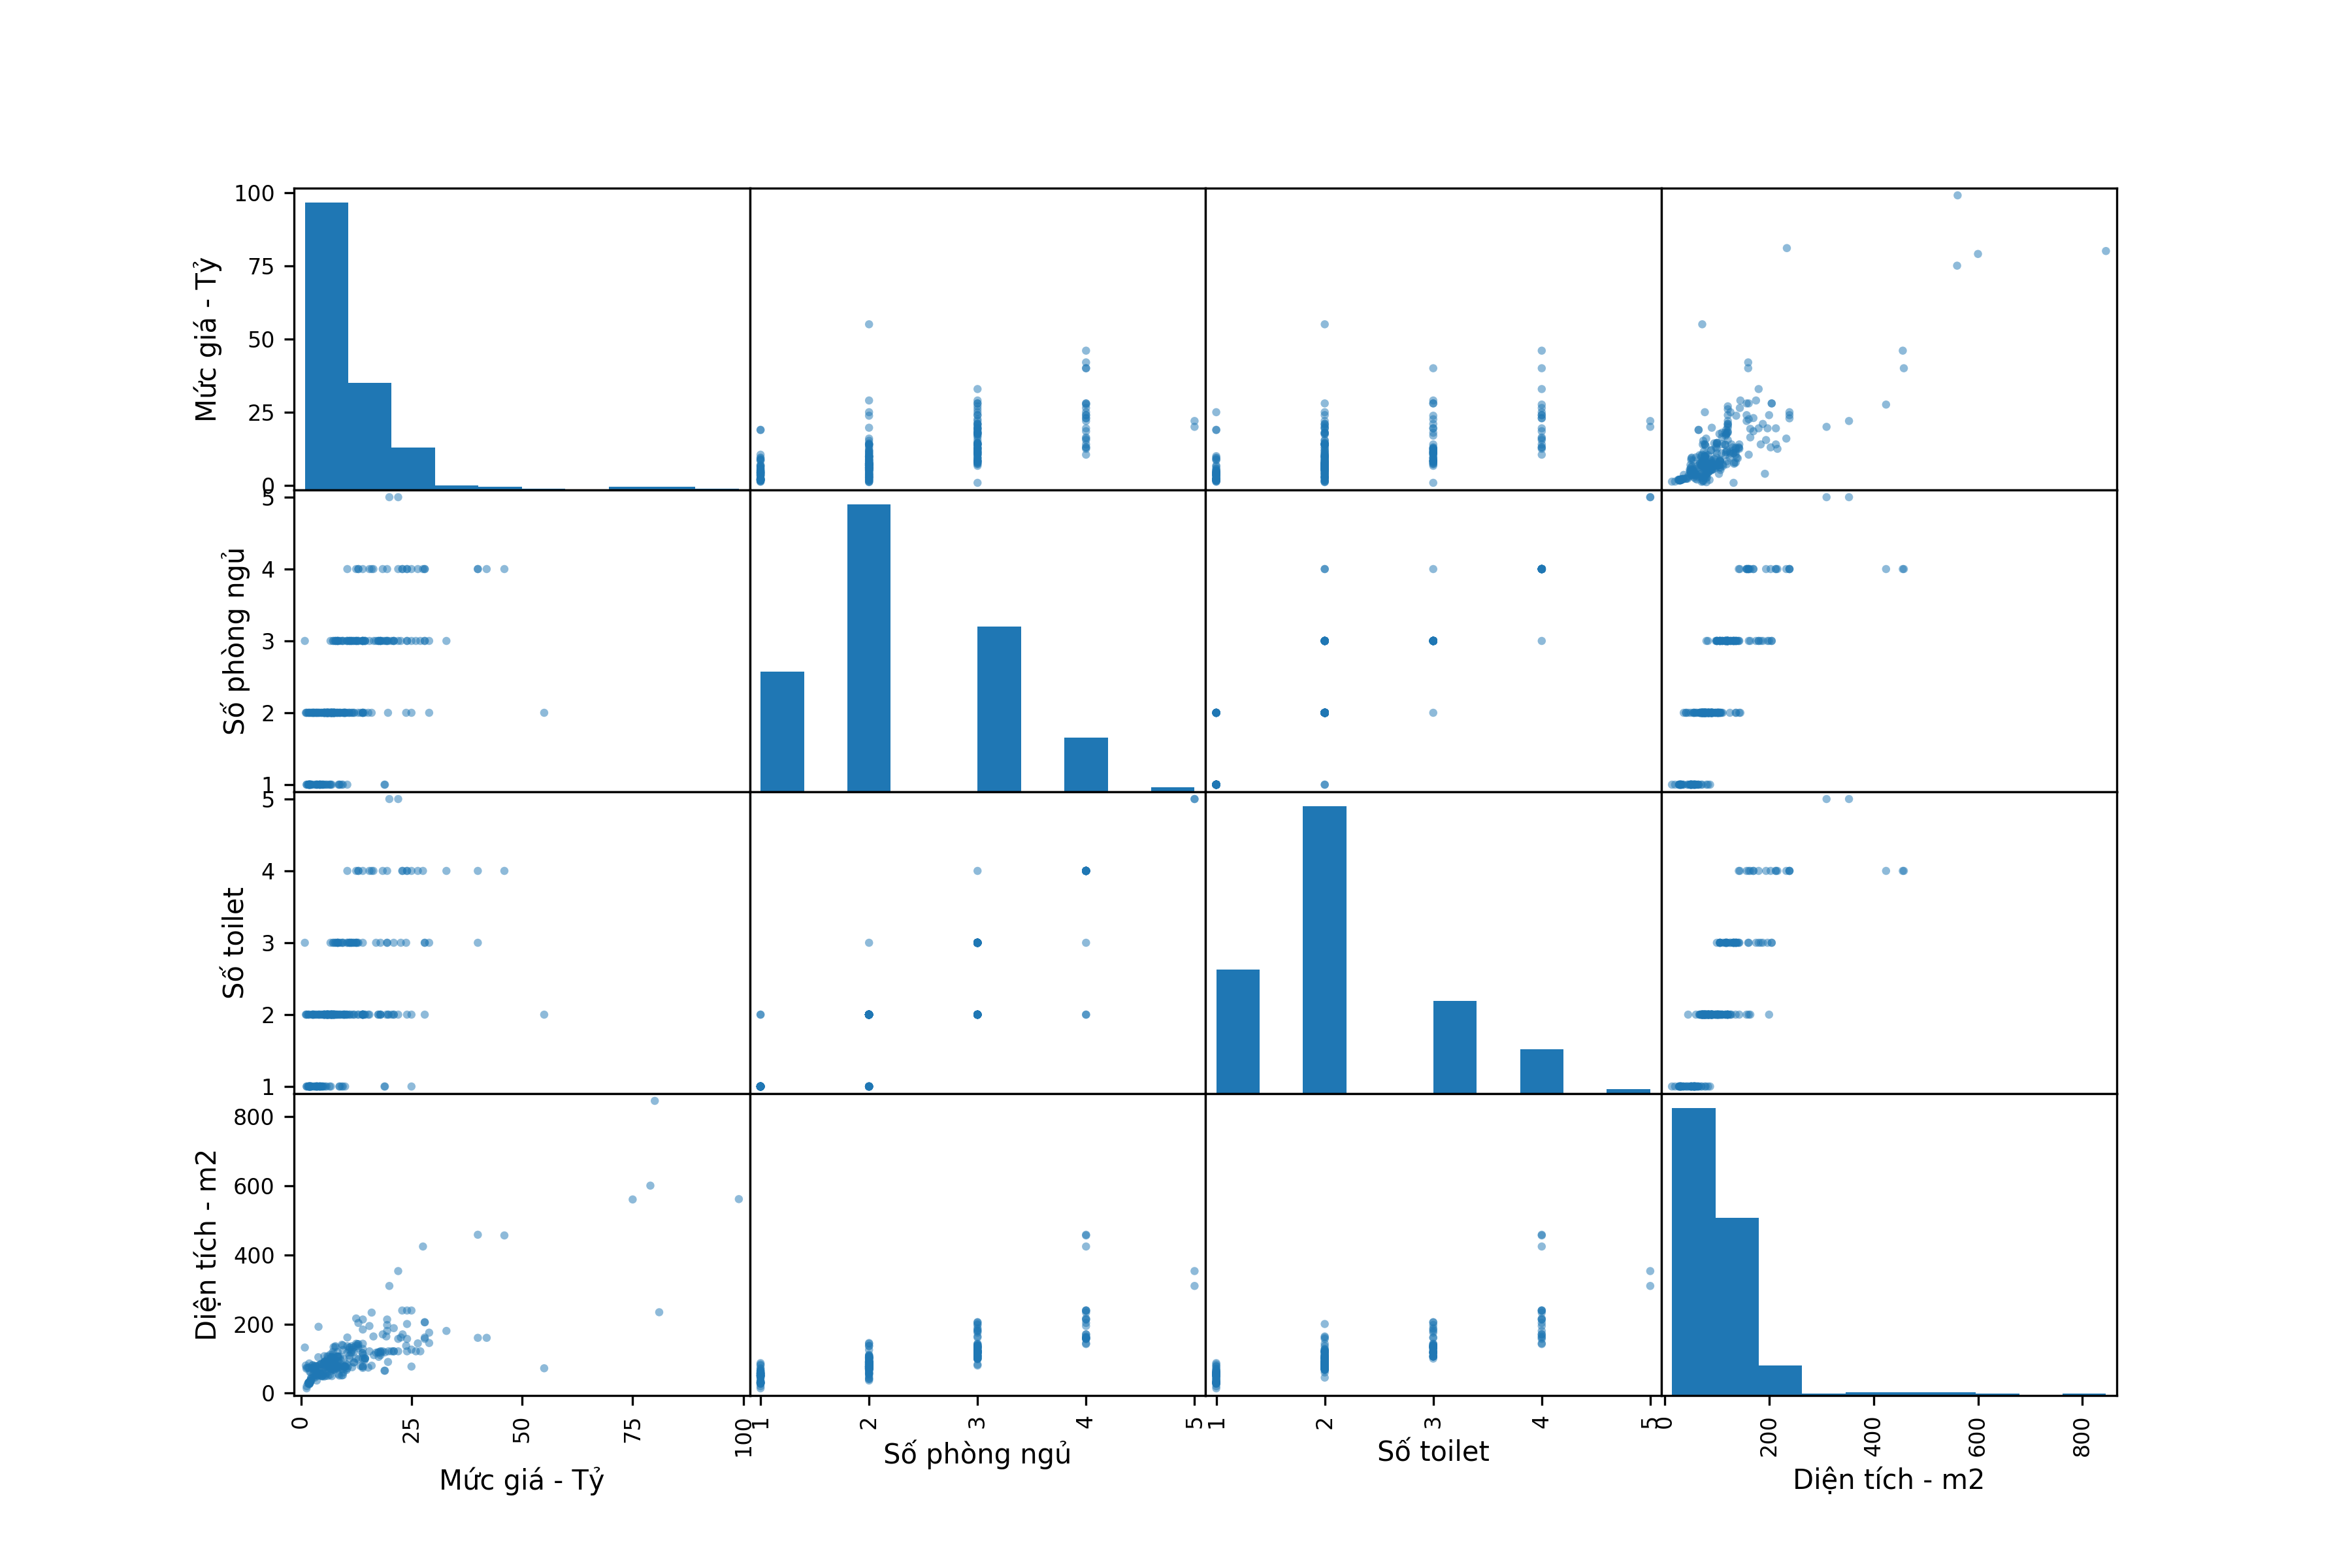 100
75
50
25
0
Mức giá - Tỷ
5
4
3
2
1
Số phòng ngủ
5
4
3
2
1
Số toilet
800
600
400
200
0
Diện tích - m2
0 25 50 75 100
Mức giá - Tỷ
1 2 3 4 5
Số phòng ngủ
1 2 3 4 5
Số toilet
0 200 400 600 800
Diện tích - m2